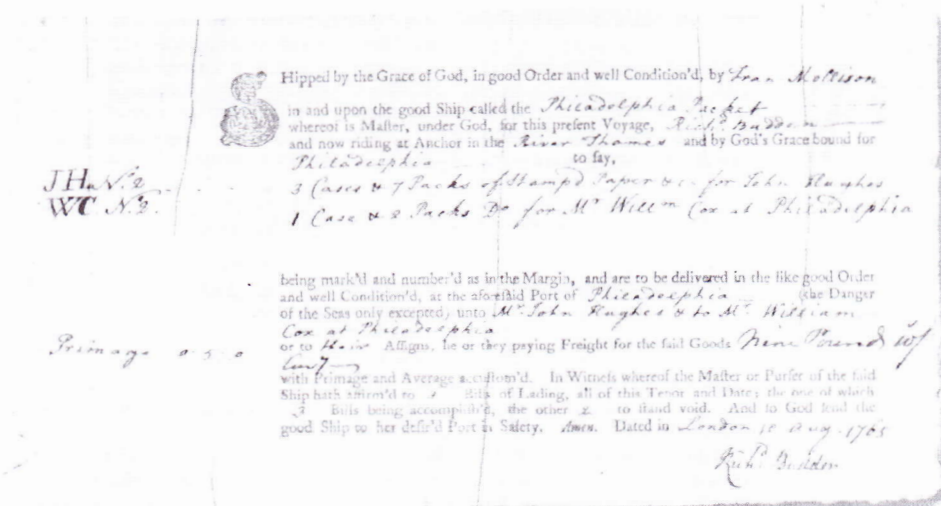 SHipped by the Grace of God, in good Order and well Condition'd, by Fran Mollison
in and upon the good Ship called the Philadelphia Packet
whereof is Master, under God, for this present Voyage, Richd. Budden
and now riding at Anchor in the River Thames and by God's Grace bound for
Philadelphia to say,
JH No. 2
3 Cases & 7 Packs of Stampd Paper &c. for John Hughes
WC No. 2.
1 Case & 2 Packs Do for Mr Willm Cox at Philadelphia
being mark'd and number'd as in the Margin, and are to be delivered in the like good Order
and well Condition'd, at the aforesaid Port of Philadelphia (the Danger
of the Seas only excepted) unto Mr. John Hughes & to Mr. William
Cox at Philadelphia
or to their Assigns, he or they paying Freight for the said Goods Nine Pounds
Primage 0 5 0
with Primage and Average accustom'd. In Witness whereof the Master or Purser of the said
Ship hath affirm'd to 3 Bills of Lading, all of this Tenor and Date; the one of which
3 Bills being accomplish'd, the other 2 to stand void. And so God send the
good Ship to her desir'd Port in Safety. Amen. Dated in London Aug. 1765
Richd. Budden